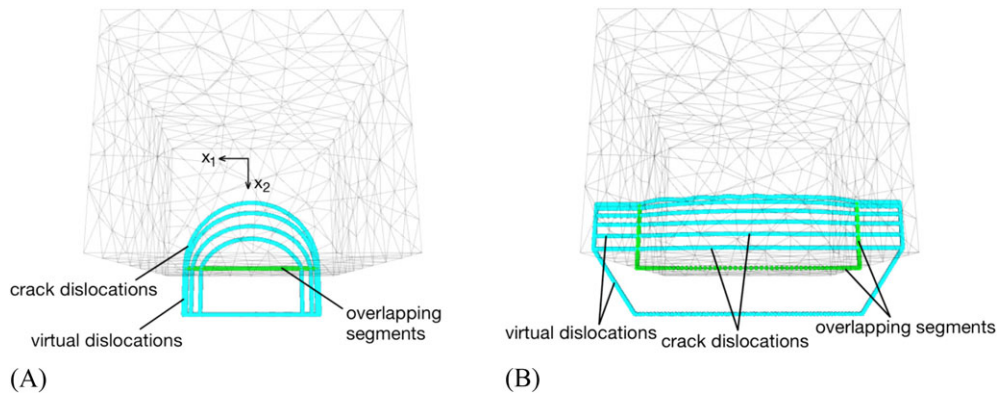 x1
x2
crack dislocations
virtual dislocations
overlapping
segments
(A)
virtual dislocations
crack dislocations
overlapping segments
(B)